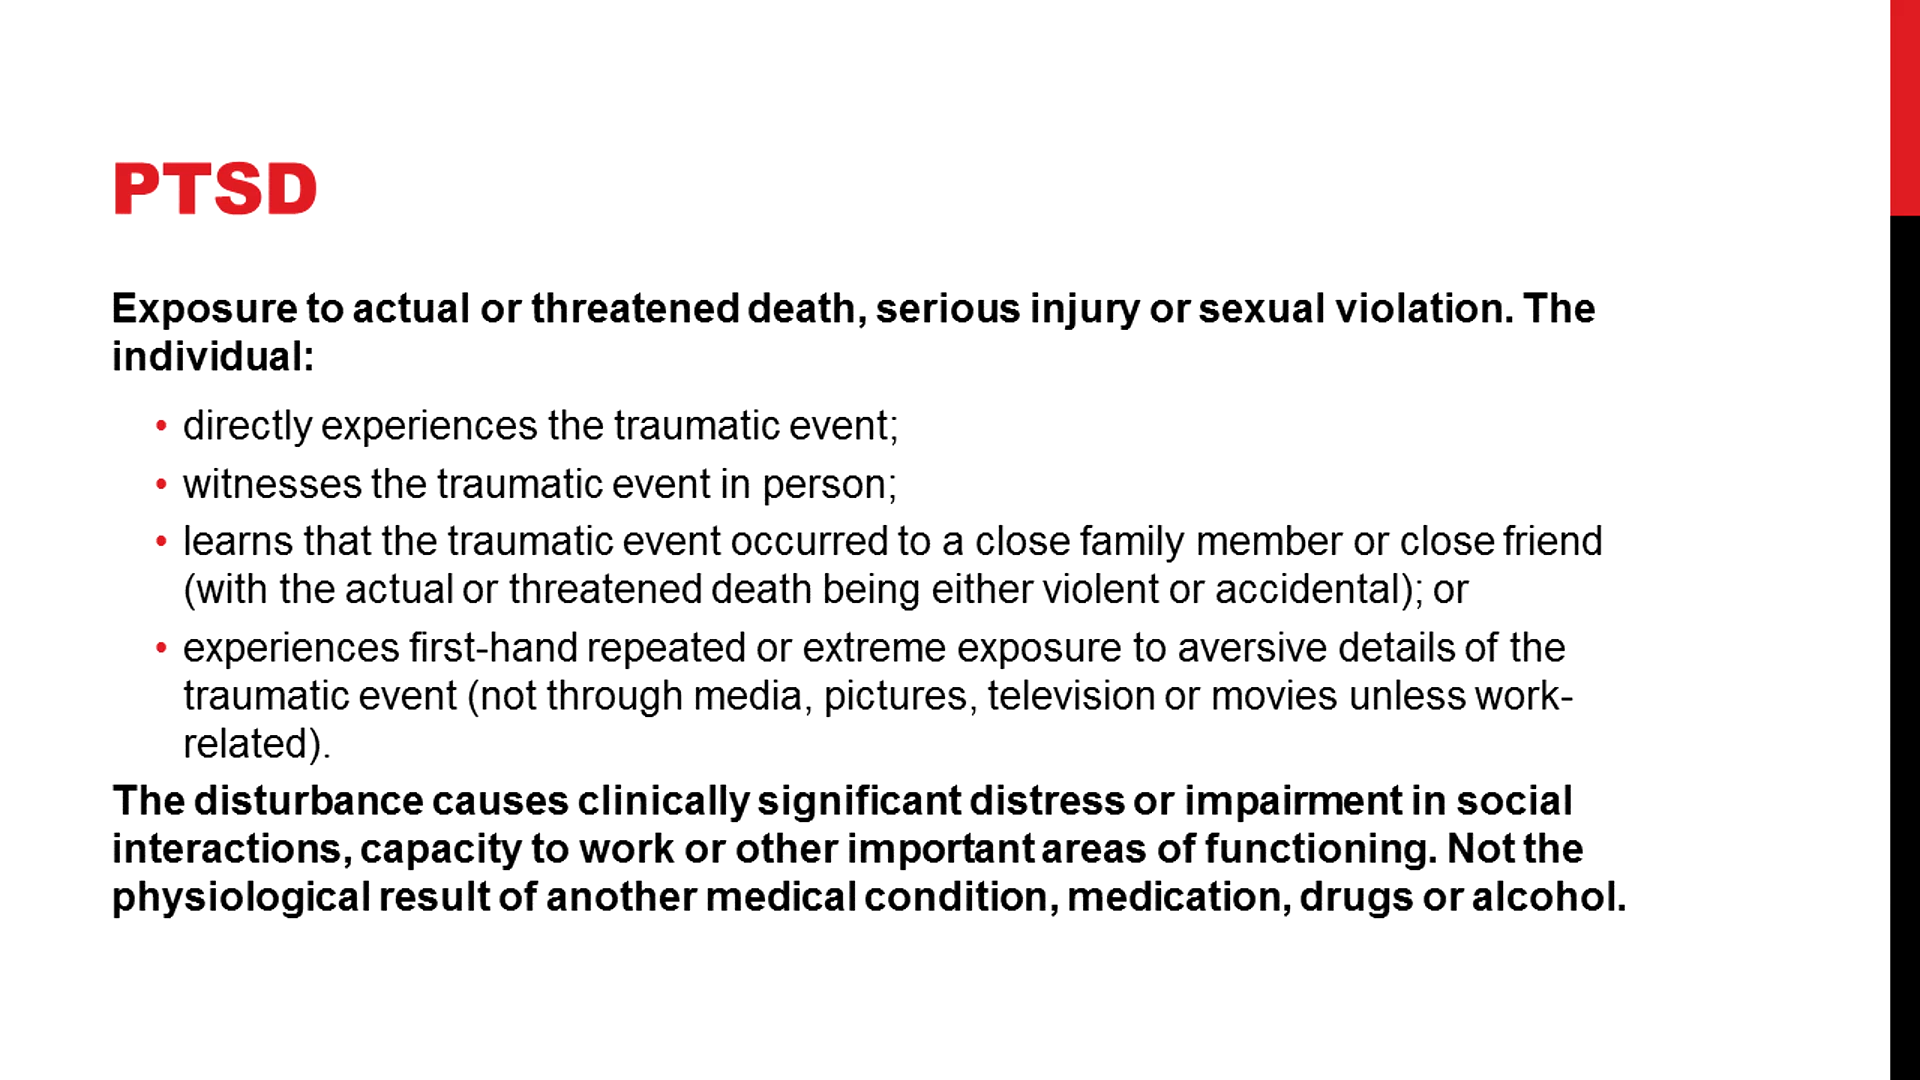 PTSD
Exposure to actual or threatened death, serious injury or sexual violation. The
individual:
• directly experiences the traumatic event;
• witnesses the traumatic event in person;
• learns that the traumatic event occurred to a close family member or close friend
(with the actual or threatened death being either violent or accidental); or
• experiences first-hand repeated or extreme exposure to aversive details of the
traumatic event (not through media, pictures, television or movies unless work-
related).
The disturbance causes clinically significant distress or impairment in social
interactions, capacity to work or other important areas of functioning. Not the
physiological result of another medical condition, medication, drugs or alcohol.